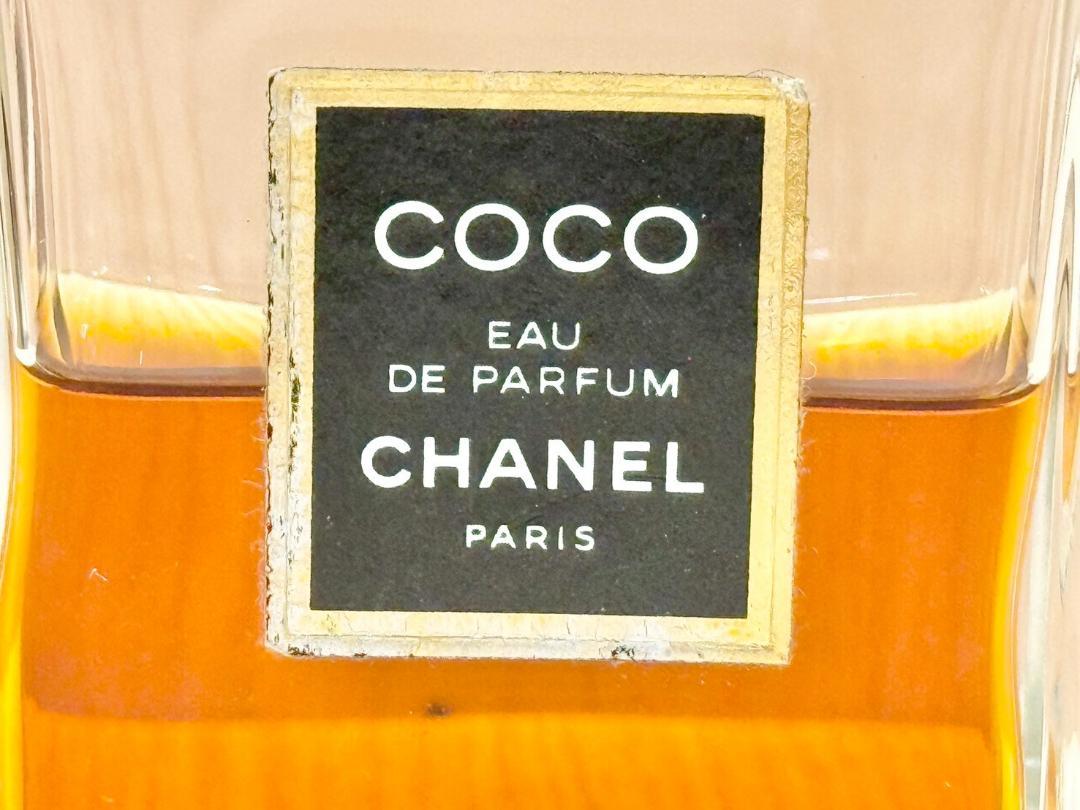 COCO
EAU
DE PARFUM
CHANEL
PARIS